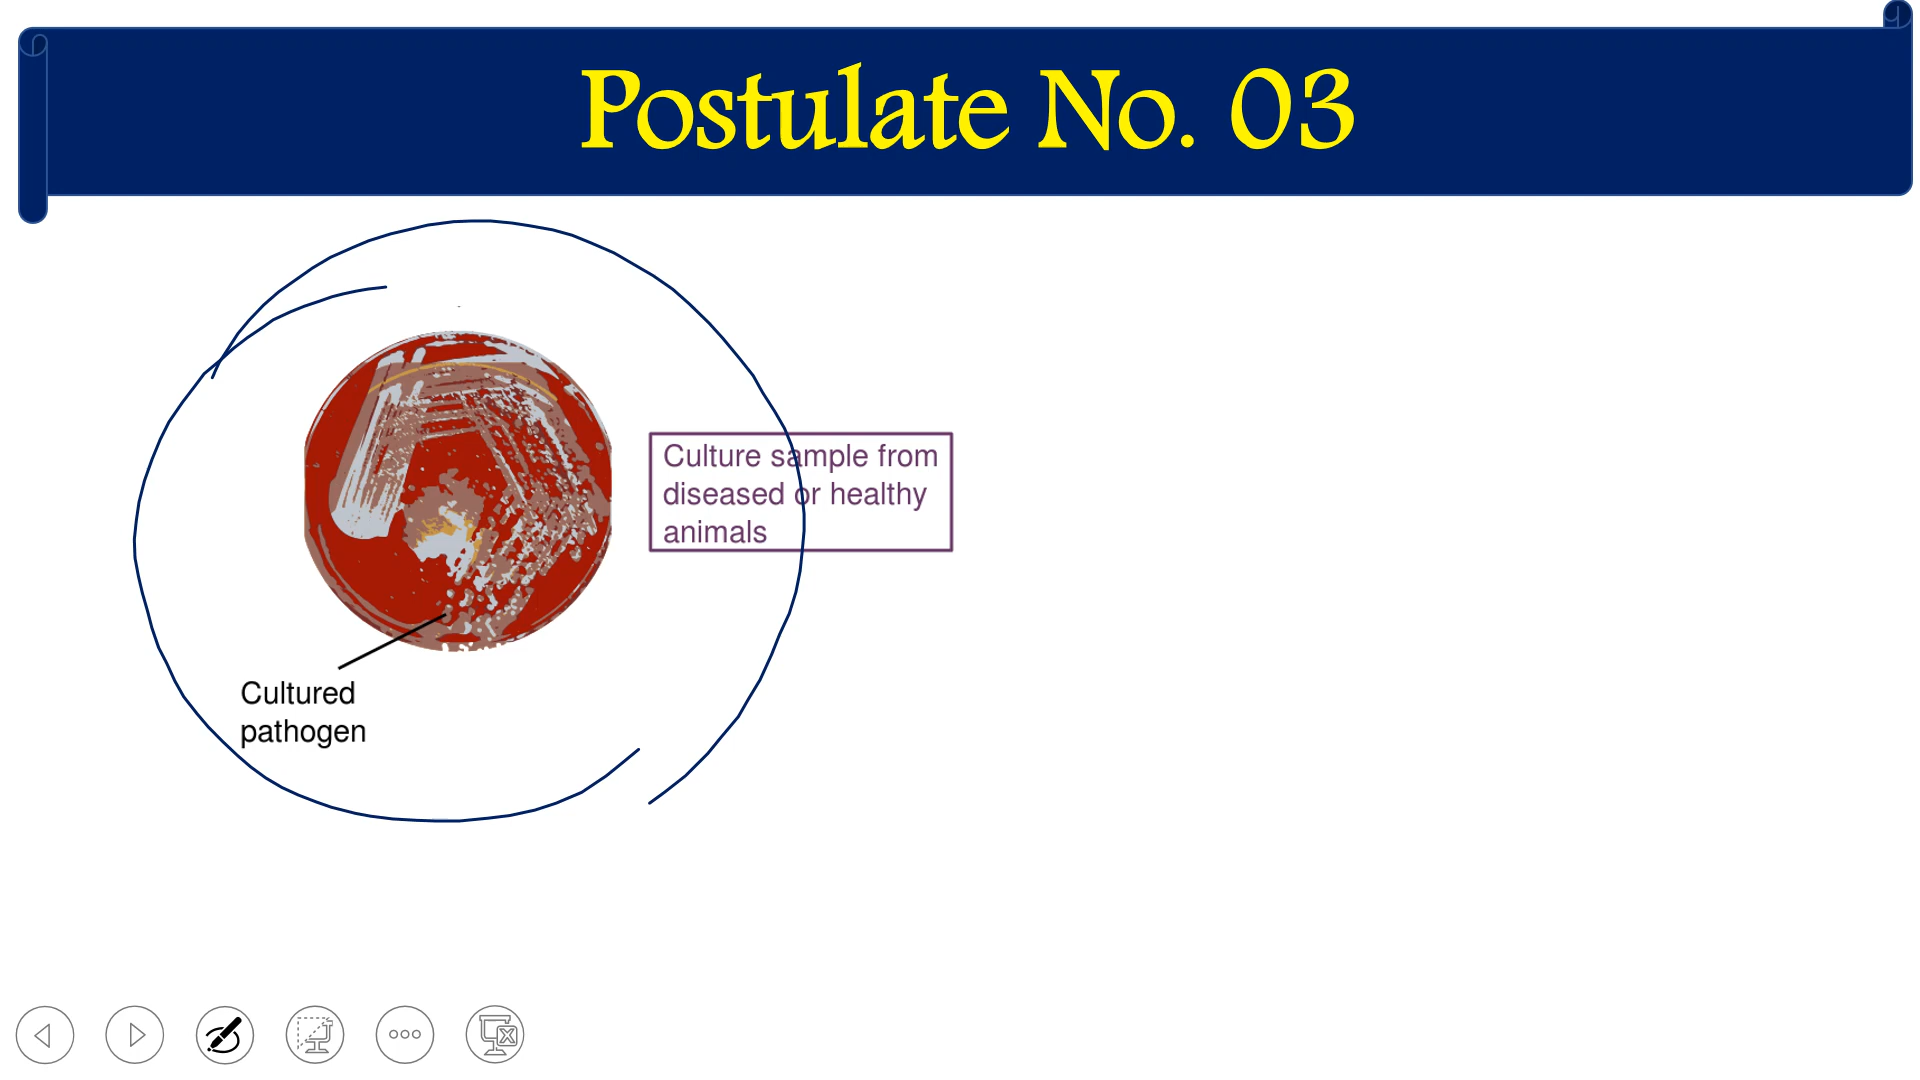 Postulate No. 03
Culture sample from
diseased or healthy
animals
Cultured
pathogen